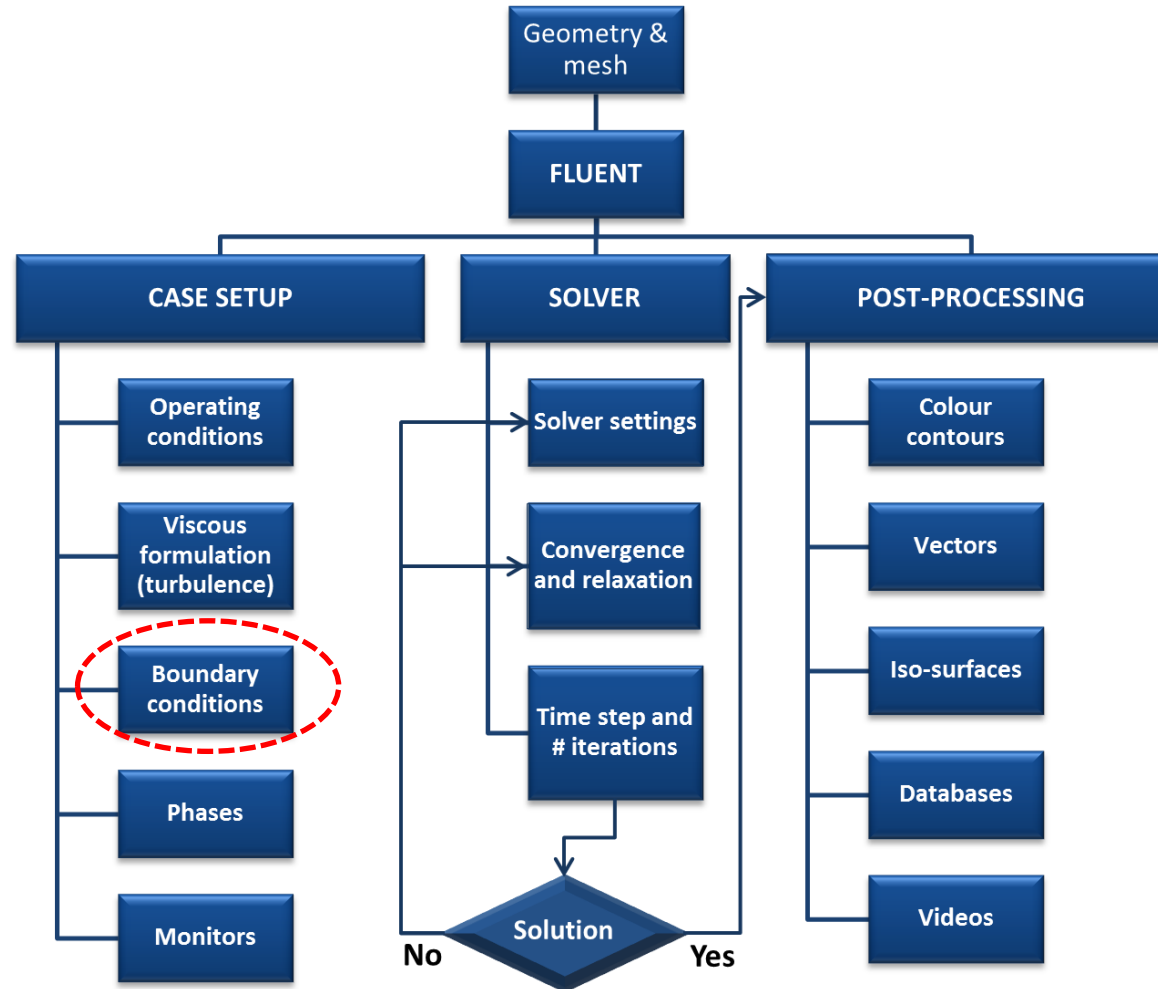 Geometry &
mesh
FLUENT
CASE SETUP
SOLVER
POST-PROCESSING
Operating
conditions
Viscous
formulation
(turbulence)
Boundary
conditions
Phases
Monitors
Solver settings
Convergence
and relaxation
Time step and
# iterations
Solution
No
Yes
Colour
contours
Vectors
Iso-surfaces
Databases
Videos